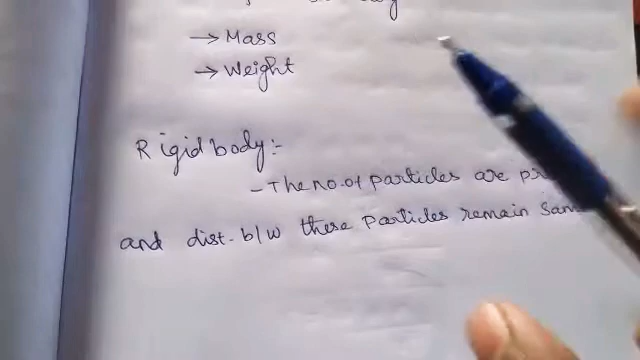 → Mass
→ Weight
Rigid body:-
- The no. of particles are
and dist. b/w these particles remain